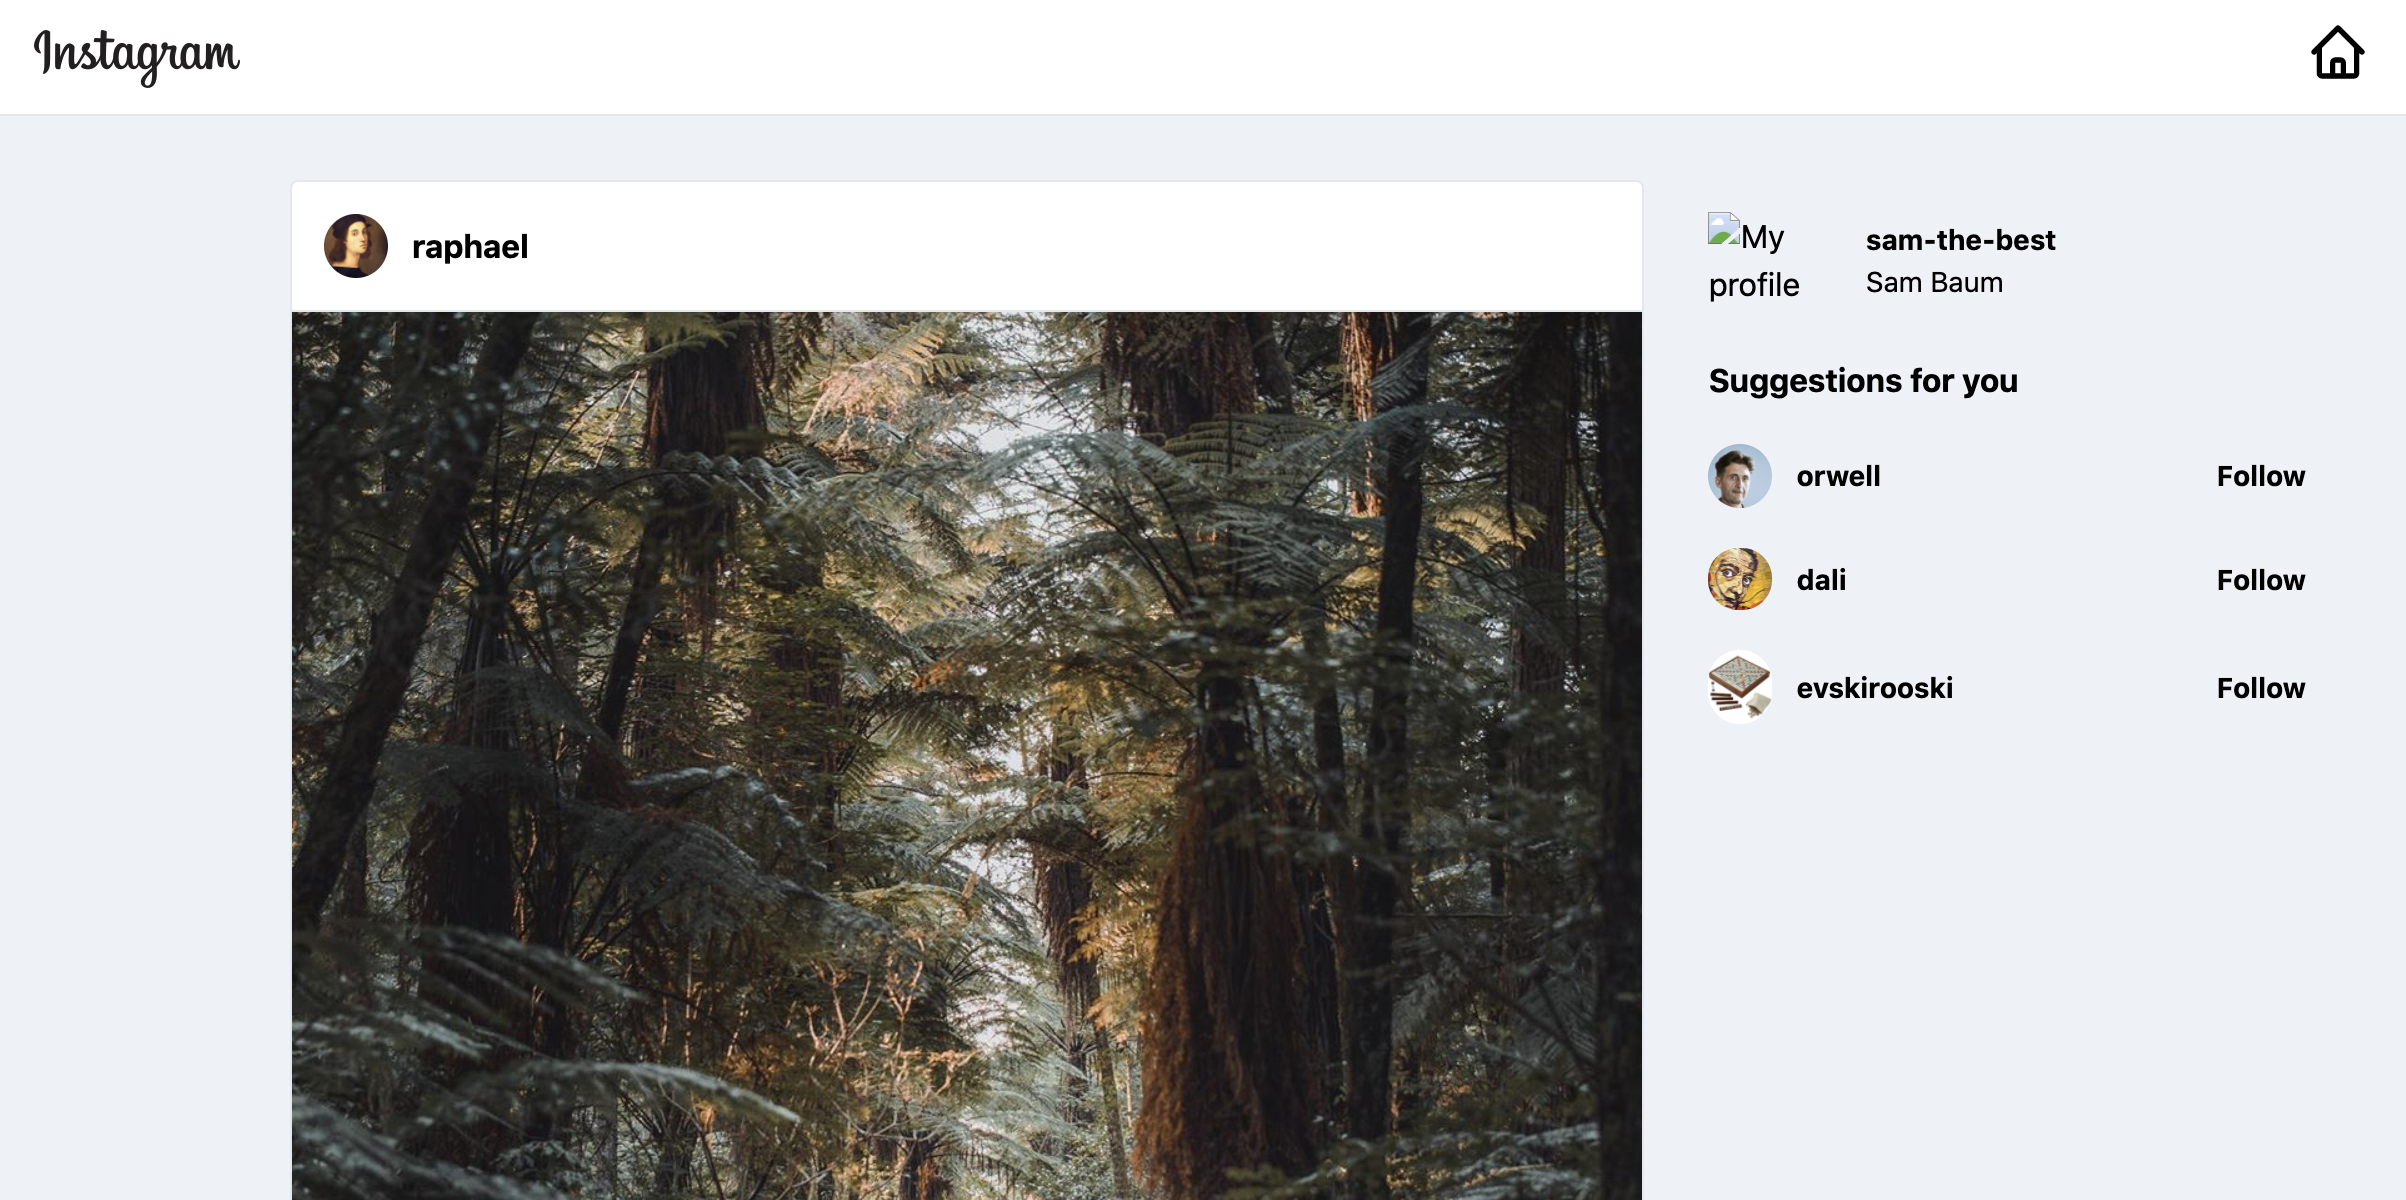 Instagram
raphael
My
profile
sam-the-best
Sam Baum
Suggestions for you
orwell Follow
dali Follow
evskirooski Follow